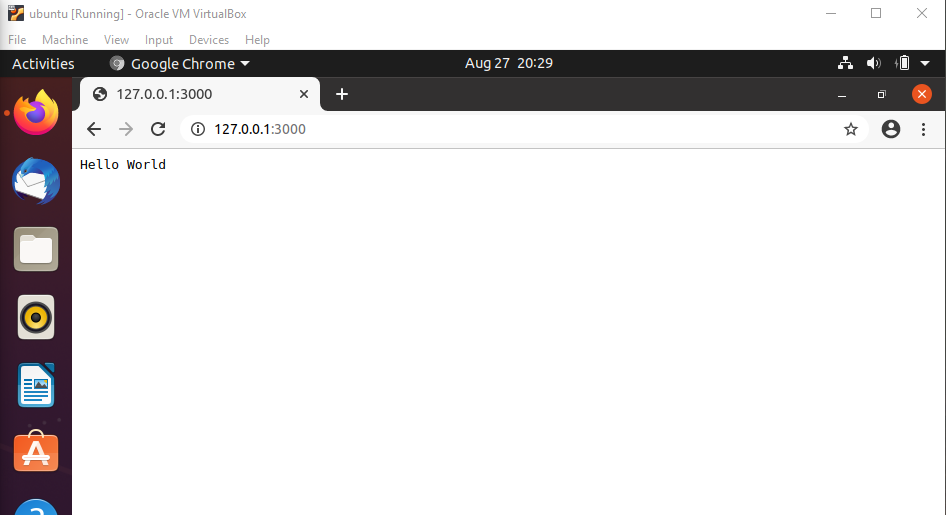 ubuntu [Running] - Oracle VM VirtualBox
File Machine View Input Devices Help
Activities Google Chrome Aug 27 20:29
127.0.0.1:3000
127.0.0.1:3000
Hello World